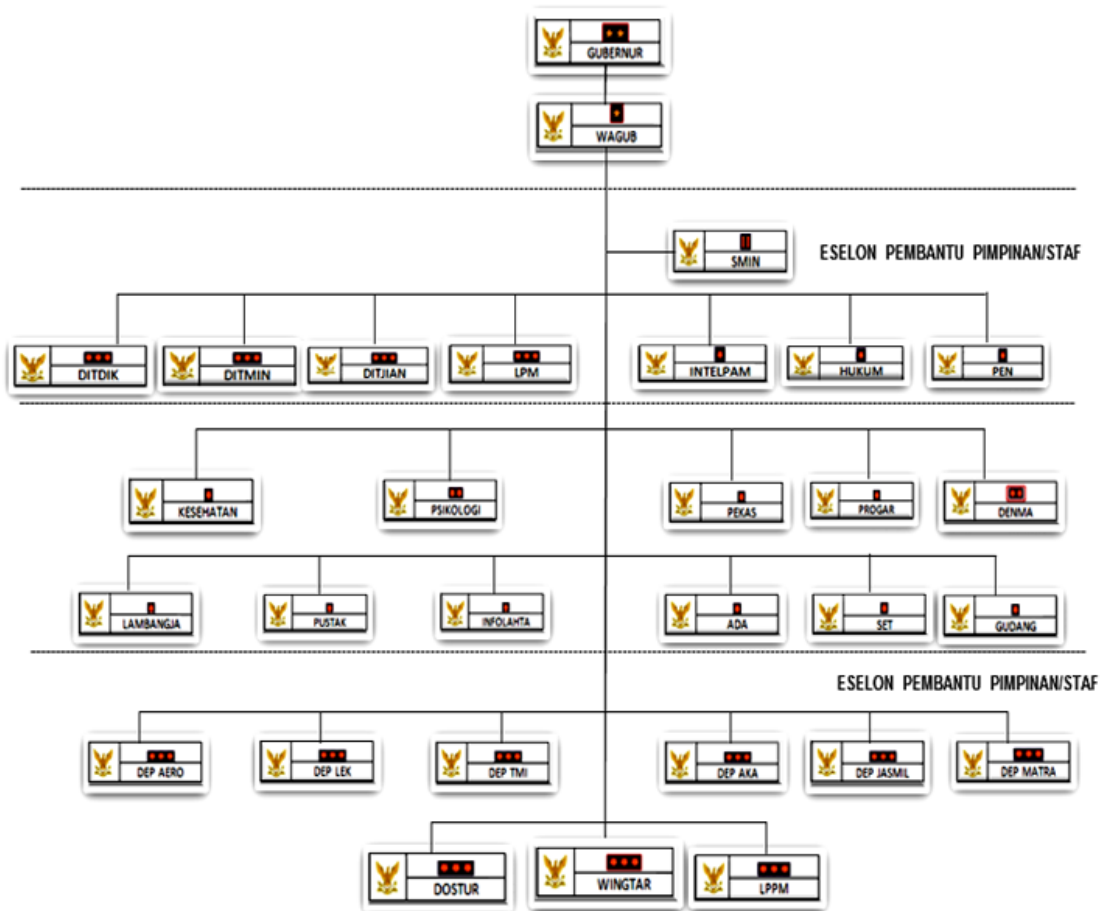 GUBERNUR
WAGUB
SMIN
ESELON PEMBANTU PIMPINAN/STAF
DITDIK
DITMIN
DITJIAN
LPM
INTELPAM
HUKUM
PEN
KESEHATAN
PSIKOLOGI
PEKAS
PROGAR
DENMA
LAMBANGJA
PUSTAK
INFOLAHTA
ADA
SET
GUDANG
ESELON PEMBANTU PIMPINAN/STAF
DEP AERO
DEP LEK
DEP TMI
DEP AKA
DEP JASMIL
DEP MATRA
DOSTUR
WINGTAR
LPPM